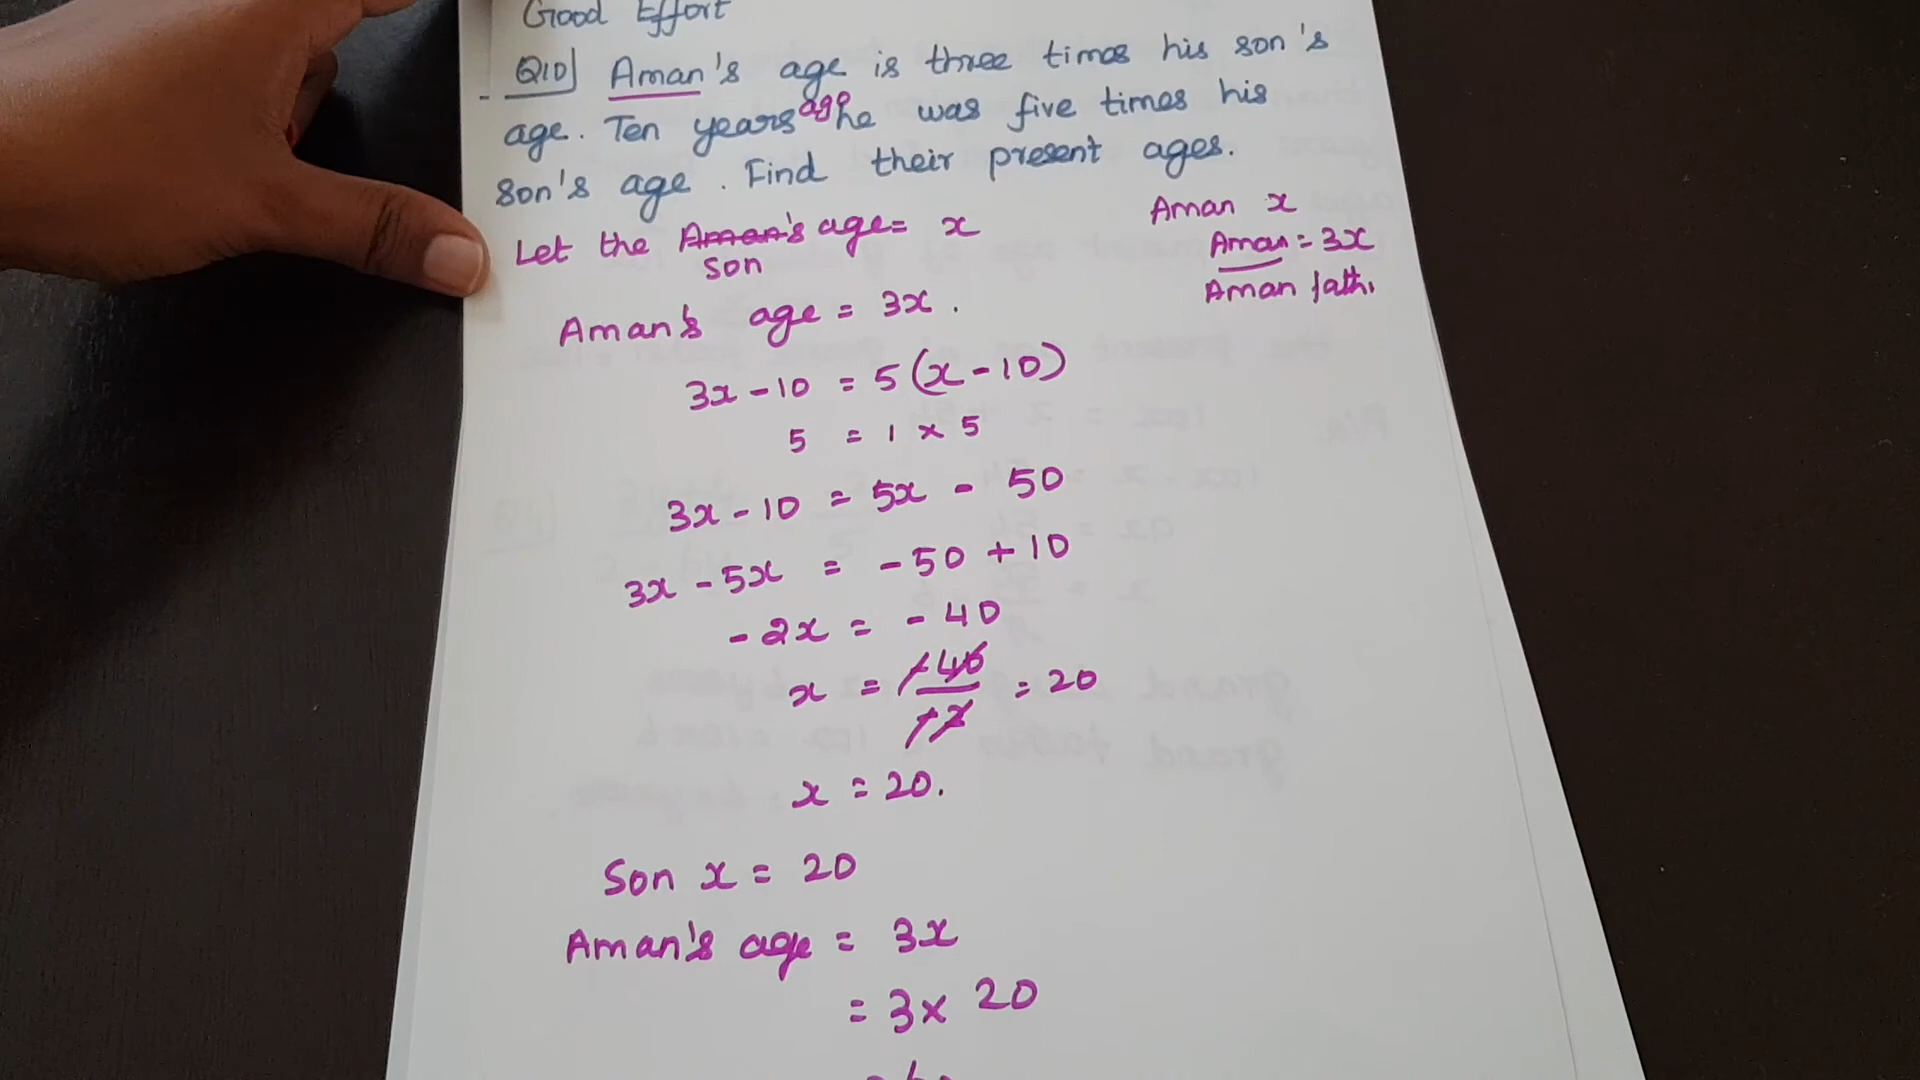 Good Effort
Q10) Aman's age is three times his son's
age. Ten years ago he was five times his
son's age. Find their present ages.
Let the Aman's age = x
son
Aman x
Aman = 3x
Aman fath
Aman's age = 3x.
3x - 10 = 5(x - 10)
5 = 1 x 5
3x - 10 = 5x - 50
3x - 5x = -50 + 10
-2x = -40
x = -40/-2 = 20
x = 20.
Son x = 20
Aman's age = 3x
= 3x 20